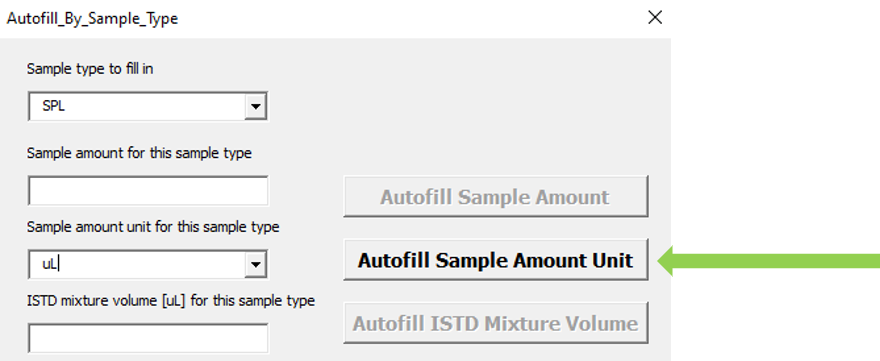 Autofill_By_Sample_Type
Sample type to fill in
SPL
Sample amount for this sample type
Autofill Sample Amount
Sample amount unit for this sample type
uL
Autofill Sample Amount Unit
ISTD mixture volume [uL] for this sample type
Autofill ISTD Mixture Volume